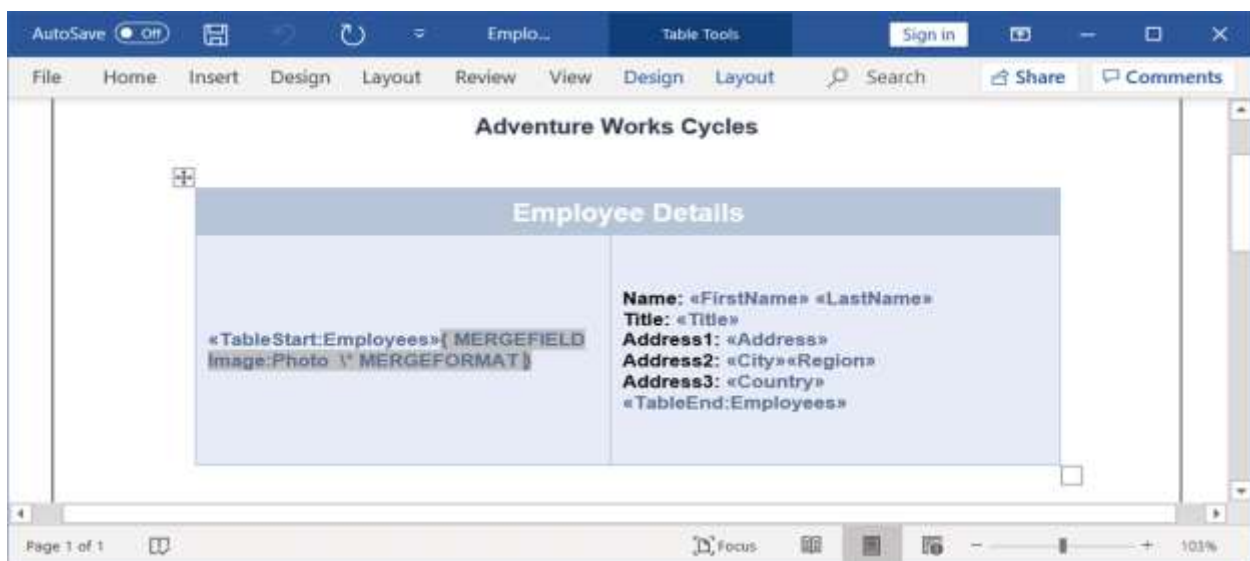 AutoSave Off Emplo... Table Tools Sign in
File Home Insert Design Layout Review View Design Layout Search Share Comments
Adventure Works Cycles
Employee Details
«TableStart:Employees»{ MERGEFIELD
Image:Photo \* MERGEFORMAT }
Name: «FirstName» «LastName»
Title: «Title»
Address1: «Address»
Address2: «City»«Region»
Address3: «Country»
«TableEnd:Employees»
Page 1 of 1 Focus 103%